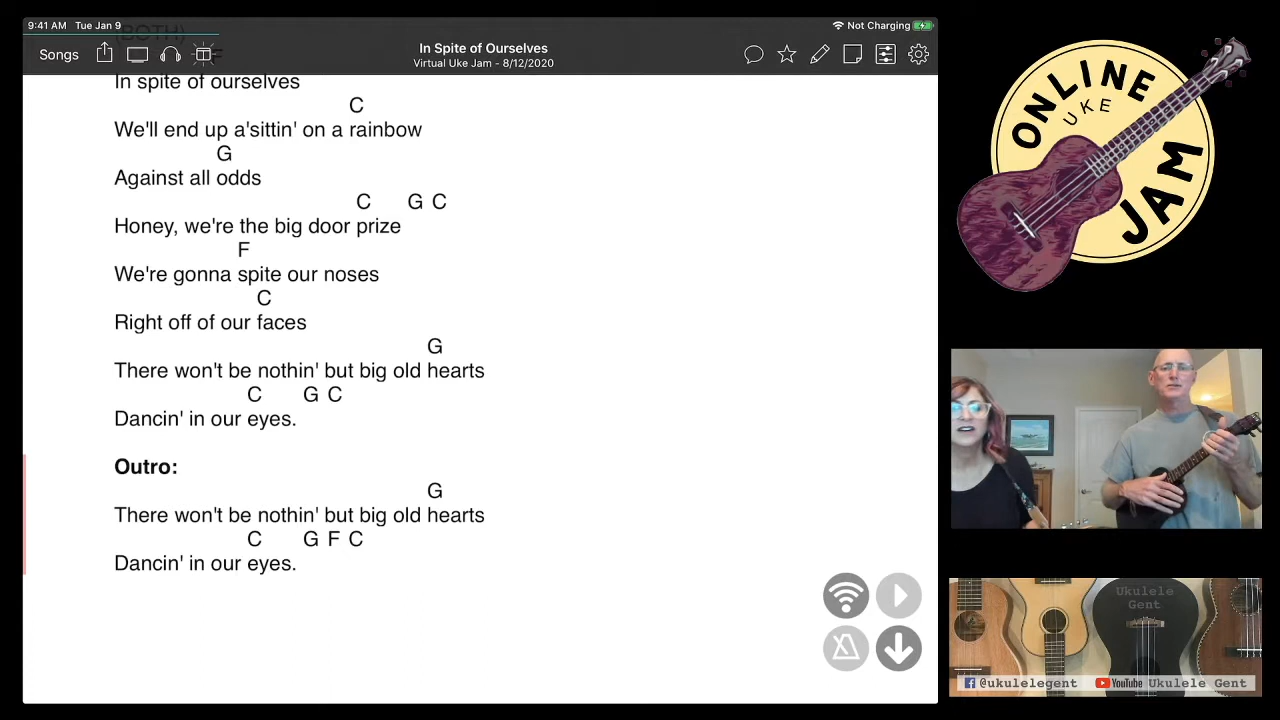 9:41 AM Tue Jan 9
Not Charging
(BOTH)
Songs
In Spite of Ourselves
Virtual Uke Jam - 8/12/2020
In spite of ourselves
C
We'll end up a'sittin' on a rainbow
G
Against all odds
C G C
Honey, we're the big door prize
F
We're gonna spite our noses
C
Right off of our faces
G
There won't be nothin' but big old hearts
C G C
Dancin' in our eyes.
Outro:
G
There won't be nothin' but big old hearts
C G F C
Dancin' in our eyes.
ONLINE
UKE
JAM
Ukulele
Gent
@ukulelegent
YouTube Ukulele Gent